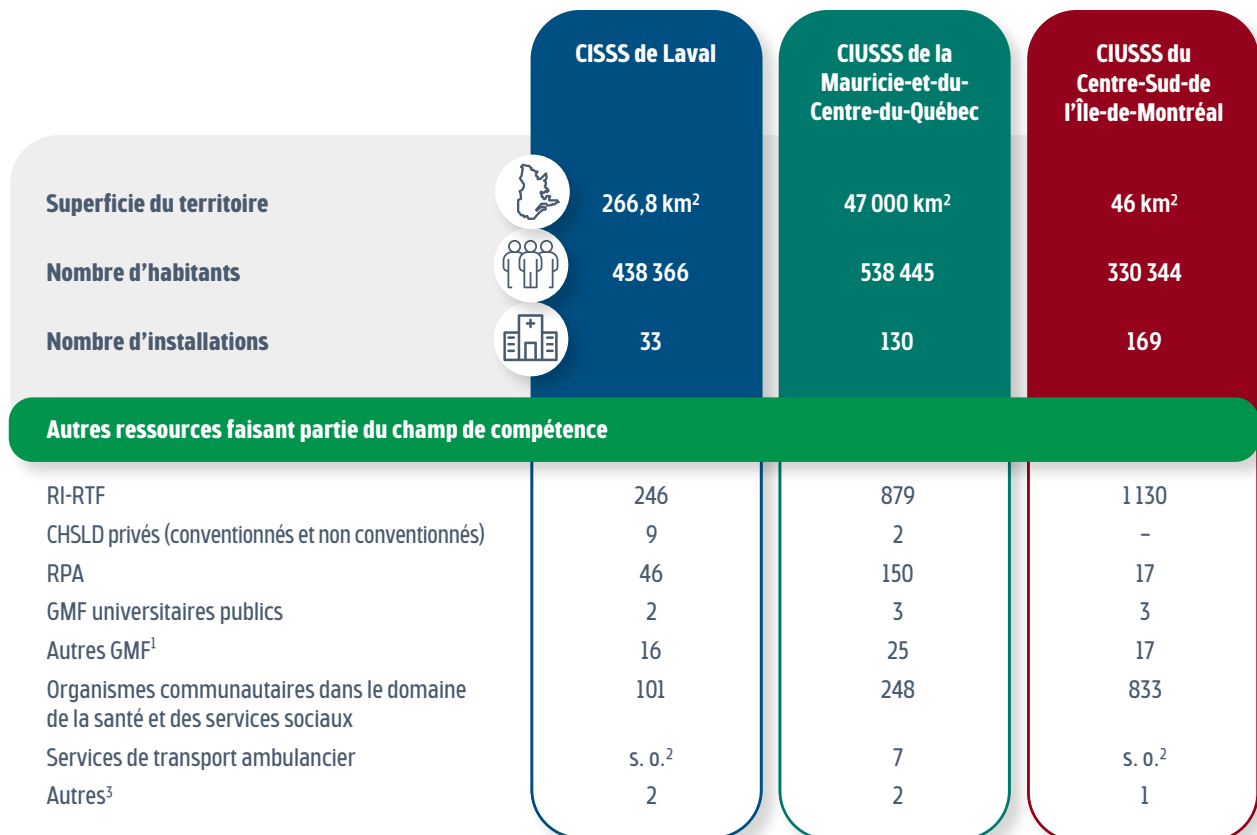 CISSS de Laval
CIUSSS de la
Mauricie-et-du-
Centre-du-Québec
CIUSSS du
Centre-Sud-de
l’Île-de-Montréal
Superficie du territoire 266,8 km² 47 000 km² 46 km²
Nombre d’habitants 438 366 538 445 330 344
Nombre d’installations 33 130 169
Autres ressources faisant partie du champ de compétence
RI-RTF 246 879 1 130
CHSLD privés (conventionnés et non conventionnés) 9 2 –
RPA 46 150 17
GMF universitaires publics 2 3 3
Autres GMF¹ 16 25 17
Organismes communautaires dans le domaine 101 248 833
de la santé et des services sociaux
Services de transport ambulancier s. o.² 7 s. o.²
Autres³ 2 2 1